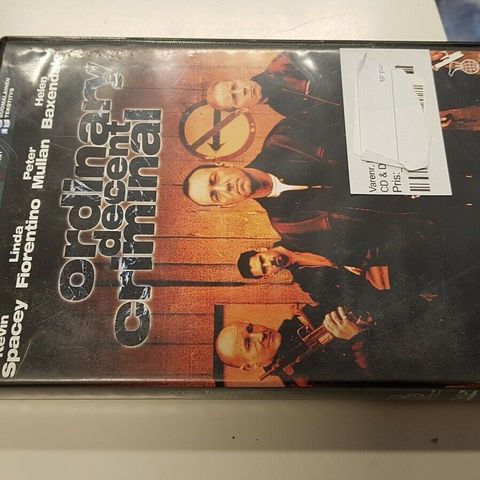 Kevin
Spacey
Linda
Fiorentino
Peter
Mullan
Helen
Baxendale
ordinary
decent
criminal
Varenr.
CD & D
Pris: